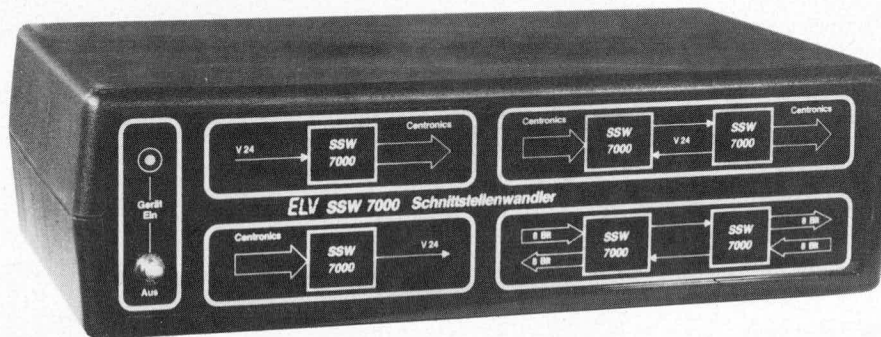 Gerät
Ein
Aus
V 24
SSW
7000
Centronics
Centronics
SSW
7000
V 24
SSW
7000
Centronics
ELV SSW 7000 Schnittstellenwandler
Centronics
SSW
7000
V 24
8 Bit
8 Bit
SSW
7000
SSW
7000
8 Bit
8 Bit